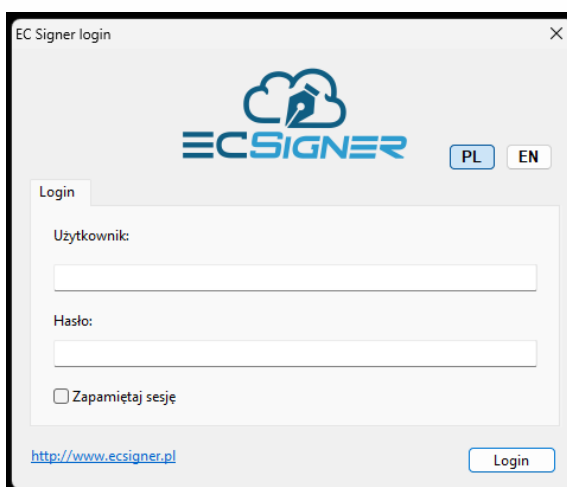 EC Signer login
ECSIGNER
PL EN
Login
Użytkownik:
Hasło:
Zapamiętaj sesję
http://www.ecsigner.pl
Login